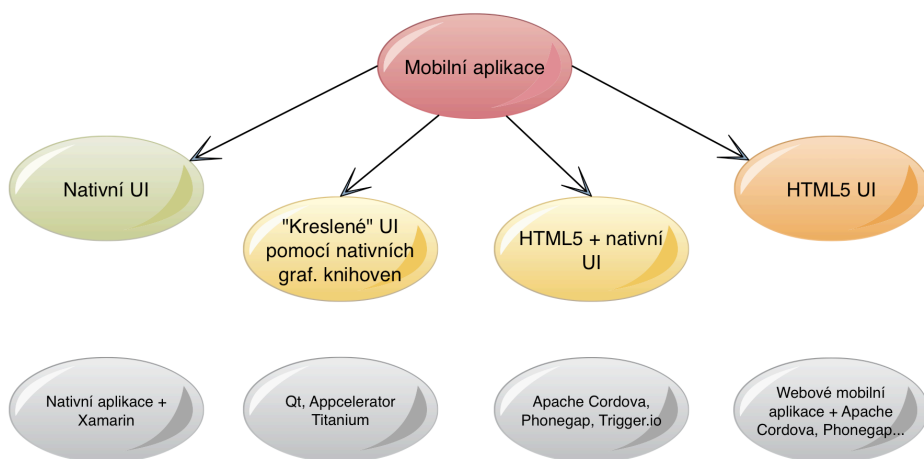 Mobilní aplikace
Nativní UI
"Kreslené" UI
pomocí nativních
graf. knihoven
HTML5 + nativní
UI
HTML5 UI
Nativní aplikace +
Xamarin
Qt, Appcelerator
Titanium
Apache Cordova,
Phonegap, Trigger.io
Webové mobilní
aplikace + Apache
Cordova, Phonegap...